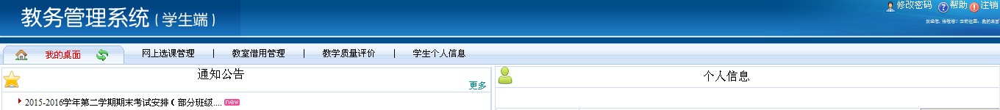 教务管理系统(学生端)
修改密码 帮助 注销
我的桌面 网上选课管理 | 教室借用管理 | 教学质量评价 | 学生个人信息
通知公告
更多
个人信息
2015-2016学年第二学期期末考试安排(部分班级.... new